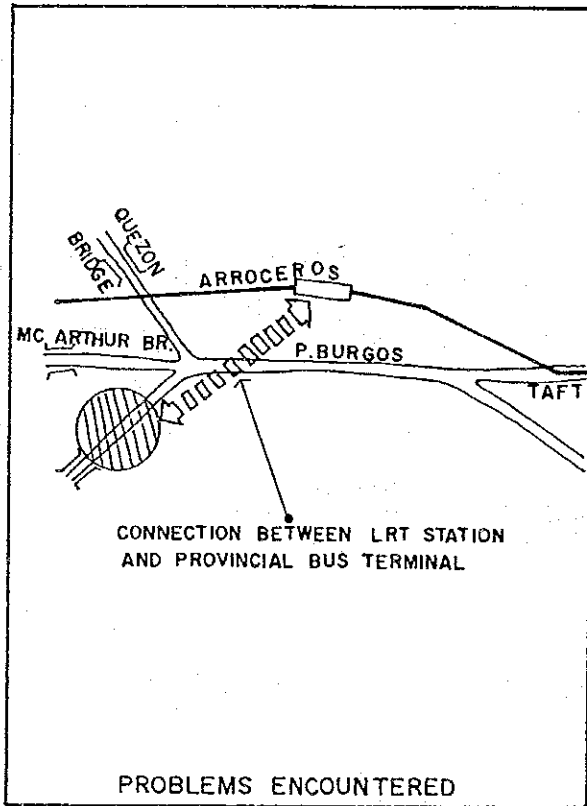 QUEZON
BRIDGE
ARROCEROS
MC. ARTHUR BR.
P. BURGOS
TAFT
CONNECTION BETWEEN LRT STATION
AND PROVINCIAL BUS TERMINAL
PROBLEMS ENCOUNTERED